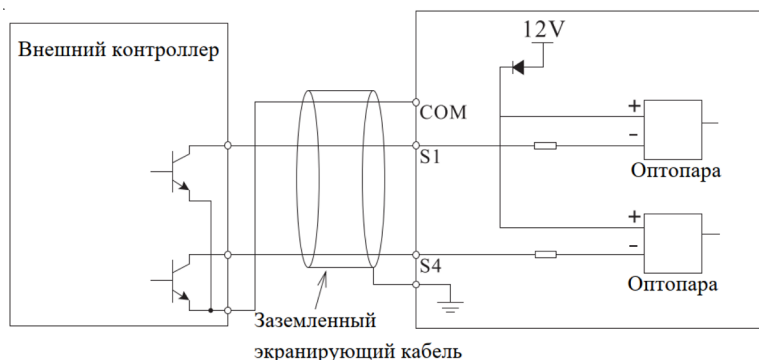 Внешний контроллер
12V
COM
+
-
S1
Оптопара
+
-
S4
Оптопара
Заземленный
экранирующий кабель